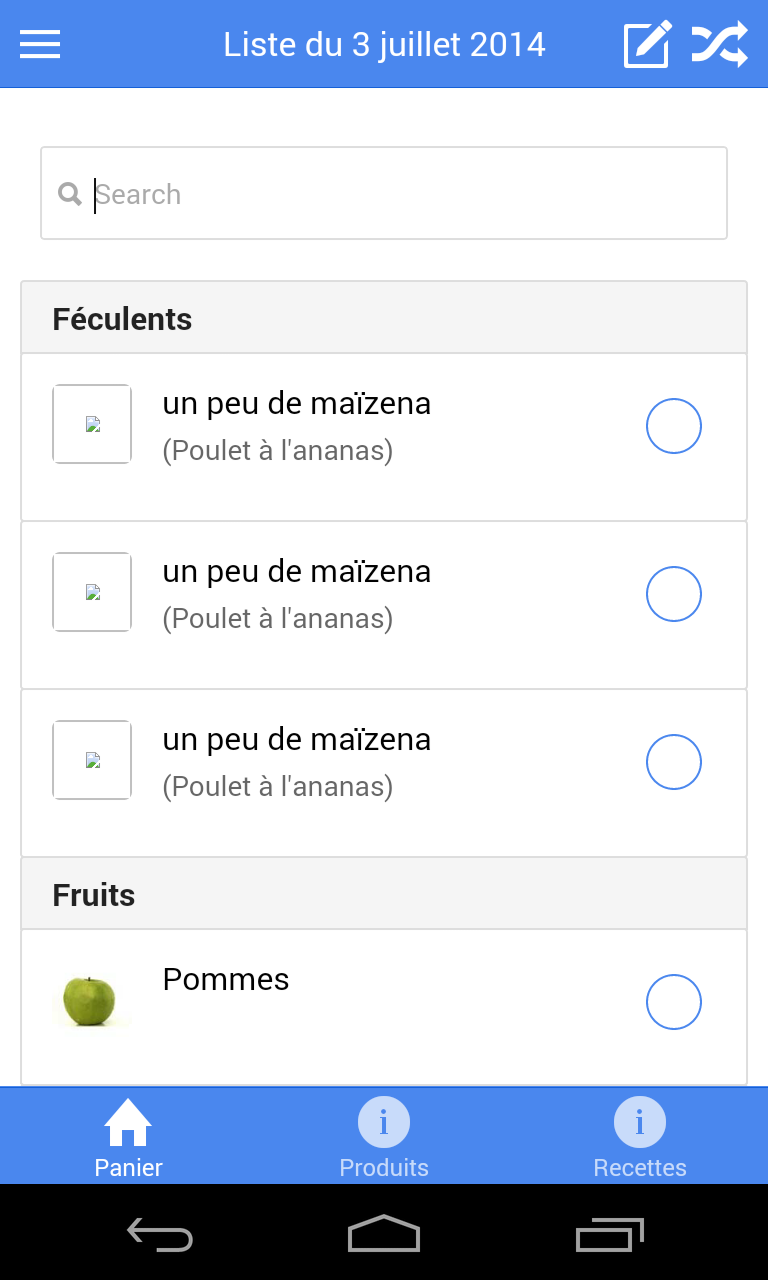 Liste du 3 juillet 2014
Search
Féculents
un peu de maïzena
(Poulet à l'ananas)
un peu de maïzena
(Poulet à l'ananas)
un peu de maïzena
(Poulet à l'ananas)
Fruits
Pommes
Panier
i Produits
i Recettes